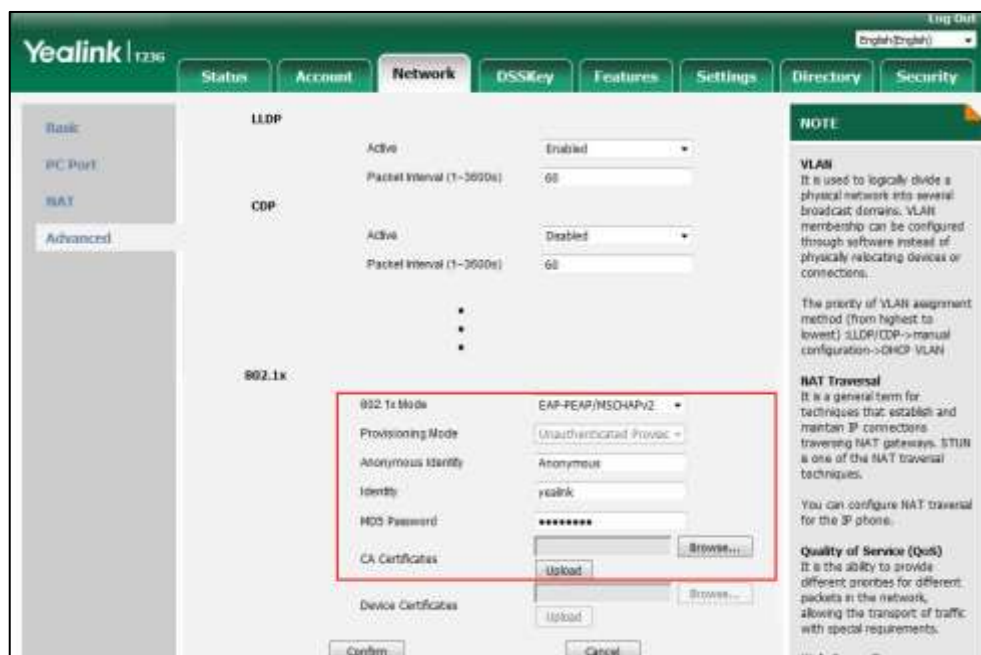 Log Out
Yealink T23G
English(English)
Status Account Network DSSKey Features Settings Directory Security
Basic
PC Port
NAT
Advanced
LLDP
Active Enabled
Packet Interval (1~3600s) 60
CDP
Active Disabled
Packet Interval (1~3600s) 60
802.1x
802.1x Mode EAP-PEAP/MSCHAPv2
Provisioning Mode Unauthenticated Provisi
Anonymous Identity Anonymous
Identity yealink
MD5 Password ••••••••
CA Certificates Browse...
Upload
Device Certificates Browse...
Upload
Confirm Cancel
NOTE
VLAN
It is used to logically divide a
physical network into several
broadcast domains. VLAN
membership can be configured
through software instead of
physically relocating devices or
connections.
The priority of VLAN assignment
method (from highest to
lowest) :LLDP/CDP->manual
configuration->DHCP VLAN
NAT Traversal
It is a general term for
techniques that establish and
maintain IP connections
traversing NAT gateways. STUN
is one of the NAT traversal
techniques.
You can configure NAT traversal
for the IP phone.
Quality of Service (QoS)
It is the ability to provide
different priorities for different
packets in the network,
allowing the transport of traffic
with special requirements.